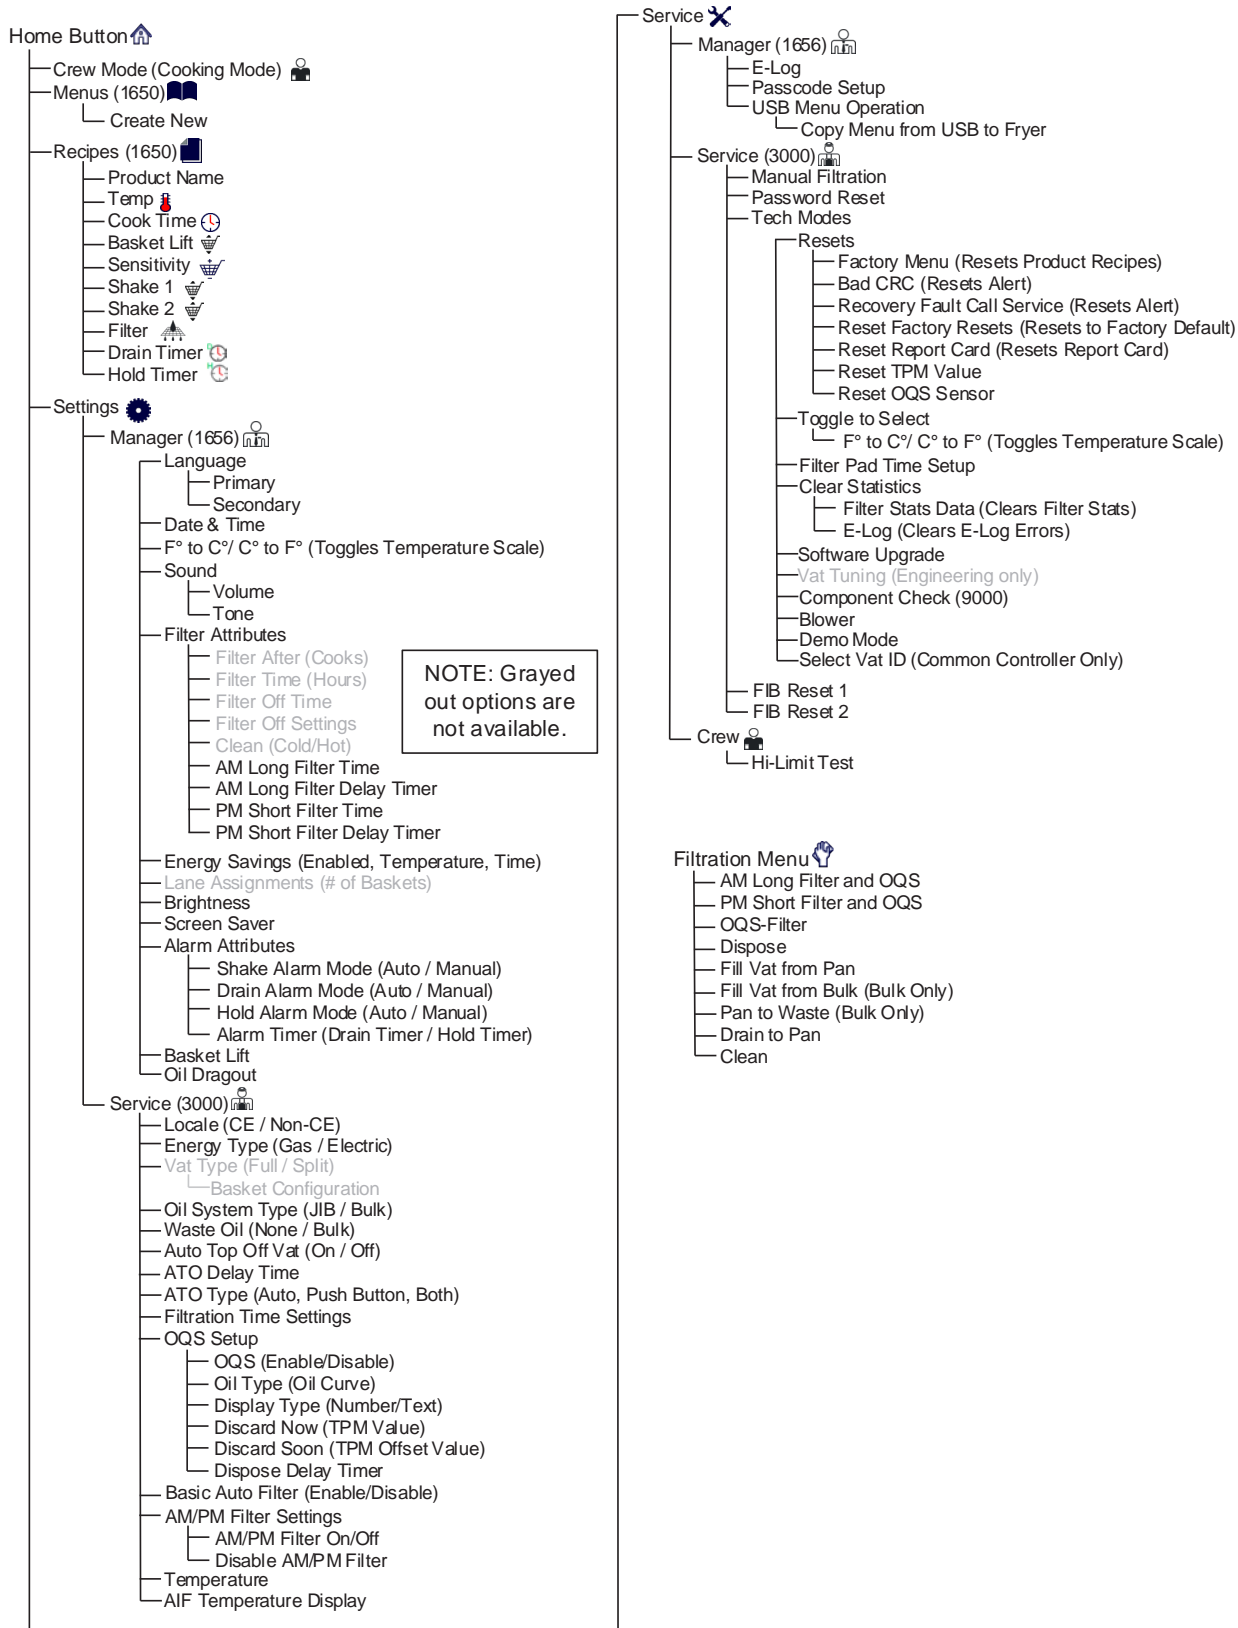 Home Button
Crew Mode (Cooking Mode)
Menus (1650)
Create New
Recipes (1650)
Product Name
Temp
Cook Time
Basket Lift
Sensitivity
Shake 1
Shake 2
Filter
Drain Timer
Hold Timer
Settings
Manager (1656)
Language
Primary
Secondary
Date & Time
F° to C°/ C° to F° (Toggles Temperature Scale)
Sound
Volume
Tone
Filter Attributes
Filter After (Cooks)
Filter Time (Hours)
Filter Off Time
Filter Off Settings
Clean (Cold/Hot)
AM Long Filter Time
AM Long Filter Delay Timer
PM Short Filter Time
PM Short Filter Delay Timer
NOTE: Grayed
out options are
not available.
Energy Savings (Enabled, Temperature, Time)
Lane Assignments (# of Baskets)
Brightness
Screen Saver
Alarm Attributes
Shake Alarm Mode (Auto / Manual)
Drain Alarm Mode (Auto / Manual)
Hold Alarm Mode (Auto / Manual)
Alarm Timer (Drain Timer / Hold Timer)
Basket Lift
Oil Dragout
Service (3000)
Locale (CE / Non-CE)
Energy Type (Gas / Electric)
Vat Type (Full / Split)
Basket Configuration
Oil System Type (JIB / Bulk)
Waste Oil (None / Bulk)
Auto Top Off Vat (On / Off)
ATO Delay Time
ATO Type (Auto, Push Button, Both)
Filtration Time Settings
OQS Setup
OQS (Enable/Disable)
Oil Type (Oil Curve)
Display Type (Number/Text)
Discard Now (TPM Value)
Discard Soon (TPM Offset Value)
Dispose Delay Timer
Basic Auto Filter (Enable/Disable)
AM/PM Filter Settings
AM/PM Filter On/Off
Disable AM/PM Filter
Temperature
AIF Temperature Display
Service
Manager (1656)
E-Log
Passcode Setup
USB Menu Operation
Copy Menu from USB to Fryer
Service (3000)
Manual Filtration
Password Reset
Tech Modes
Resets
Factory Menu (Resets Product Recipes)
Bad CRC (Resets Alert)
Recovery Fault Call Service (Resets Alert)
Reset Factory Resets (Resets to Factory Default)
Reset Report Card (Resets Report Card)
Reset TPM Value
Reset OQS Sensor
Toggle to Select
F° to C°/ C° to F° (Toggles Temperature Scale)
Filter Pad Time Setup
Clear Statistics
Filter Stats Data (Clears Filter Stats)
E-Log (Clears E-Log Errors)
Software Upgrade
Vat Tuning (Engineering only)
Component Check (9000)
Blower
Demo Mode
Select Vat ID (Common Controller Only)
FIB Reset 1
FIB Reset 2
Crew
Hi-Limit Test
Filtration Menu
AM Long Filter and OQS
PM Short Filter and OQS
OQS-Filter
Dispose
Fill Vat from Pan
Fill Vat from Bulk (Bulk Only)
Pan to Waste (Bulk Only)
Drain to Pan
Clean